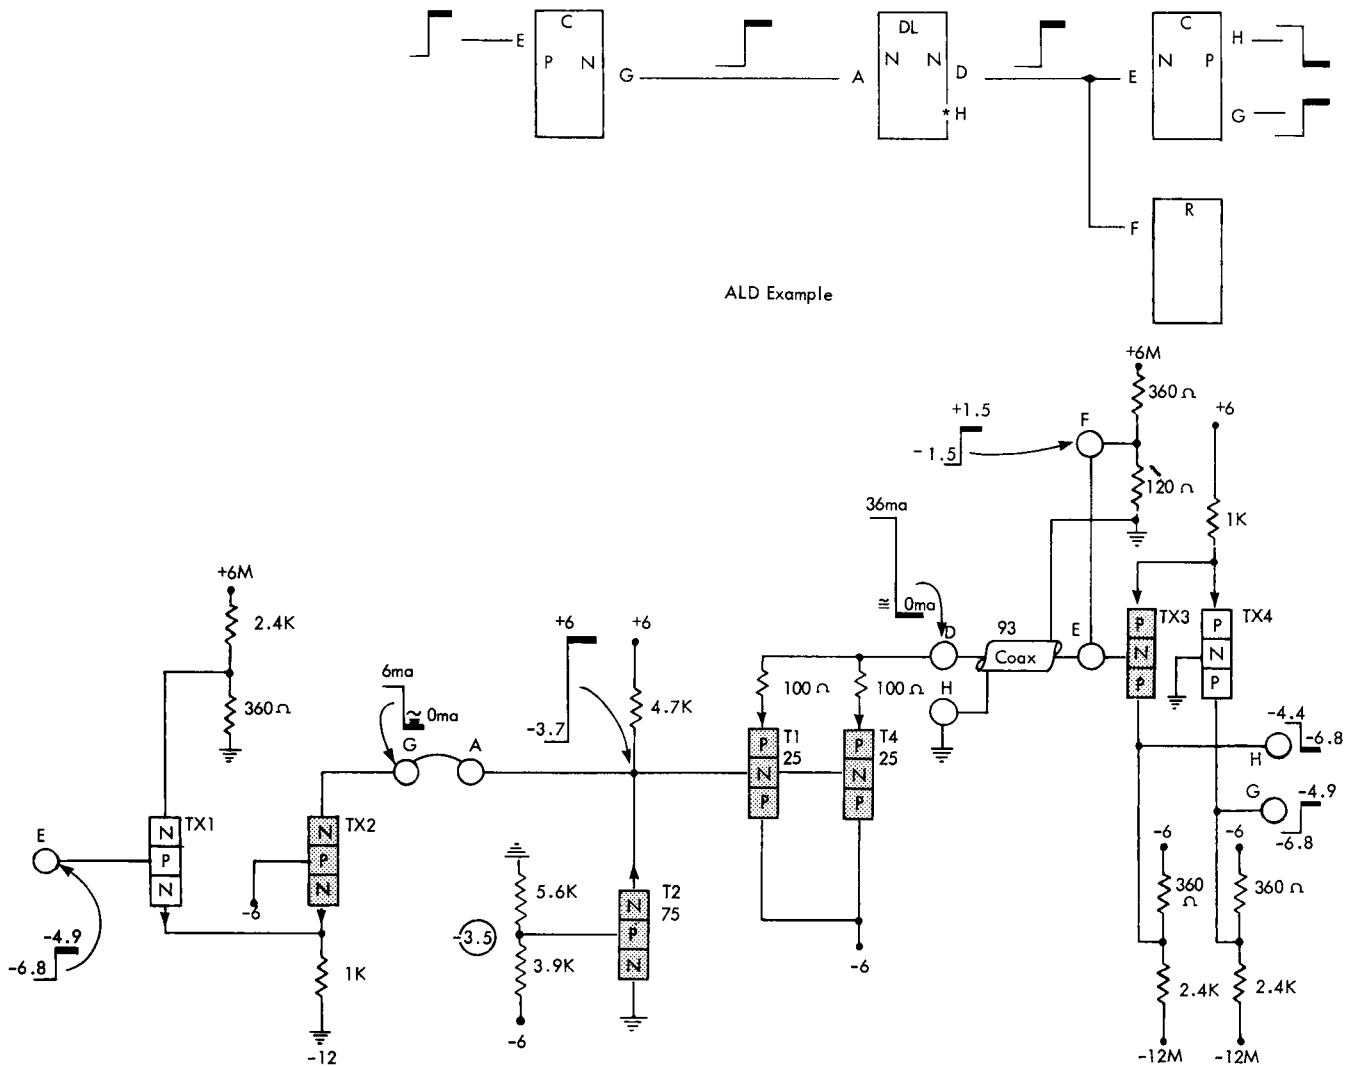 C
DL
C
E
P N
G
A
N N
D
* H
E
N P
H
G
R
F
ALD Example
+6M
360Ω
+6
+1.5
-1.5
F
120 Ω
36ma
1K
≅ 0ma
+6M
2.4K
360Ω
+6
-3.7
+6
4.7K
6ma
≅ 0ma
G
A
D
93
Coax
E
H
100 Ω
100 Ω
P
N
P
TX3
P
N
P
TX4
P
N
P
T1
25
P
N
P
T4
25
-4.4
-6.8
H
G
-4.9
-6.8
E
N
P
N
TX1
N
P
N
TX2
-6
-4.9
-6.8
1K
-12
5.6K
-3.5
3.9K
-6
N
P
N
T2
75
-6
-6
-6
360
Ω
360 Ω
2.4K
2.4K
-12M
-12M